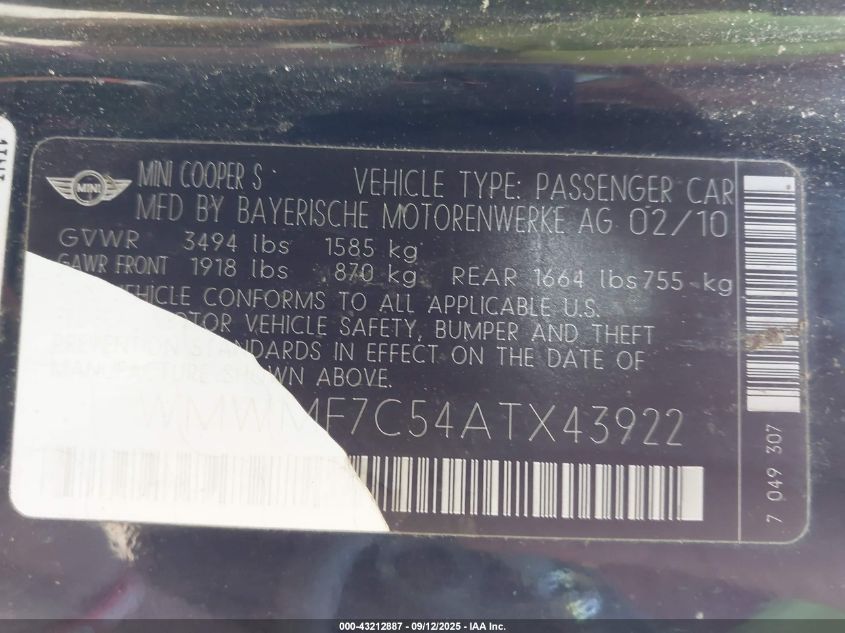 MINI
MINI COOPER S
VEHICLE TYPE: PASSENGER CAR
MFD BY BAYERISCHE MOTORENWERKE AG 02/10
GVWR 3494 lbs 1585 kg
GAWR FRONT 1918 lbs 870 kg REAR 1664 lbs 755 kg
VEHICLE CONFORMS TO ALL APPLICABLE U.S.
MOTOR VEHICLE SAFETY, BUMPER AND THEFT
PREVENTION STANDARDS IN EFFECT ON THE DATE OF
MANUFACTURE SHOWN ABOVE.
WMWMF7C54ATX43922
7 049 307
000-43212887 - 09/12/2025 - IAA Inc.